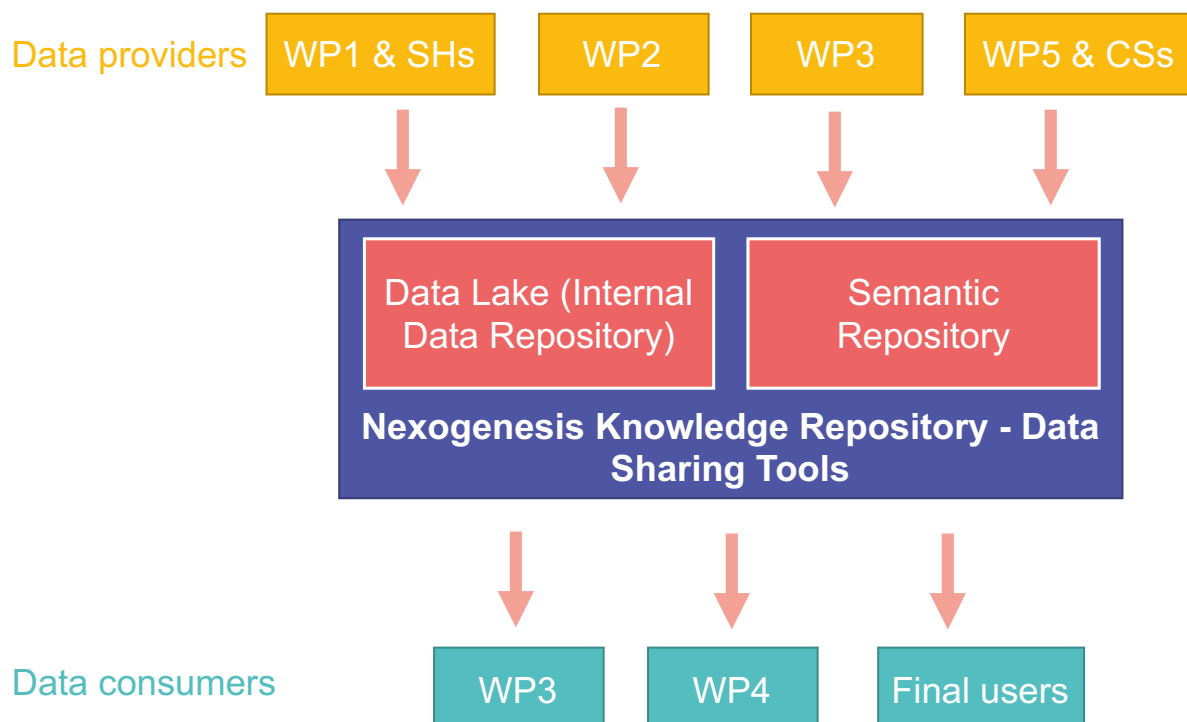 Data providers
WP1 & SHs
WP2
WP3
WP5 & CSs
Data Lake (Internal
Data Repository)
Semantic
Repository
Nexogenesis Knowledge Repository - Data
Sharing Tools
Data consumers
WP3
WP4
Final users